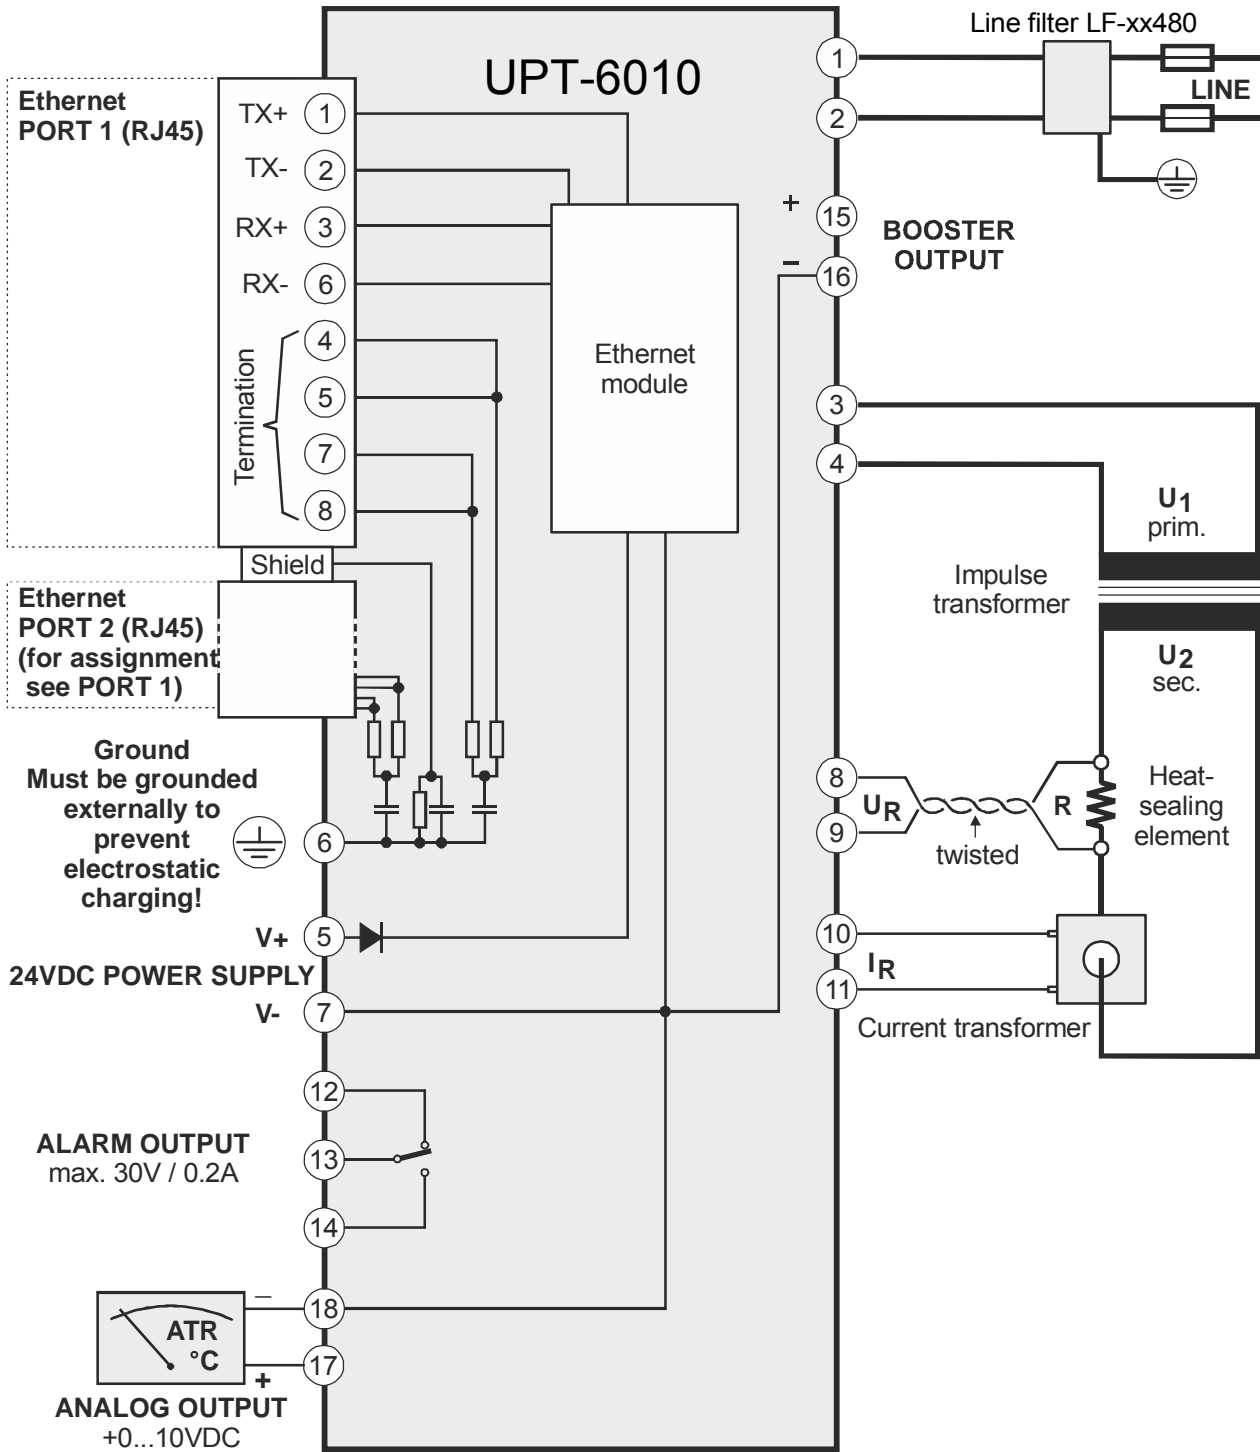 UPT-6010
Line filter LF-xx480
LINE
1
2
+
15
BOOSTER
OUTPUT
–
16
3
4
U1
prim.
Impulse
transformer
U2
sec.
8
9
UR
twisted
R
Heat-
sealing
element
10
11
IR
Current transformer
Ethernet
PORT 1 (RJ45)
TX+ 1
TX- 2
RX+ 3
RX- 6
Termination
4
5
7
8
Ethernet
module
Shield
Ethernet
PORT 2 (RJ45)
(for assignment
see PORT 1)
Ground
Must be grounded
externally to
prevent
electrostatic
charging!
6
V+ 5
24VDC POWER SUPPLY
V- 7
12
ALARM OUTPUT
max. 30V / 0.2A
13
14
–
18
ATR
°C
+
17
ANALOG OUTPUT
+0...10VDC